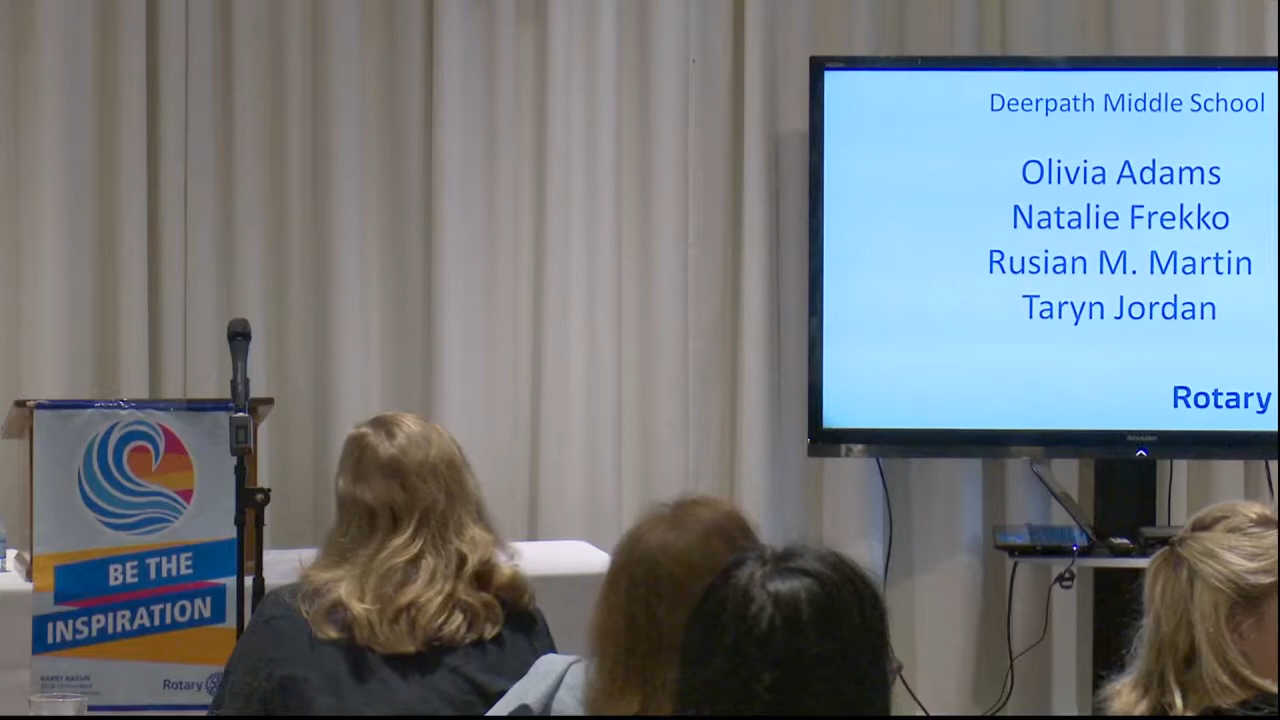 BE THE
INSPIRATION
Rotary
Deerpath Middle School
Olivia Adams
Natalie Frekko
Rusian M. Martin
Taryn Jordan
Rotary